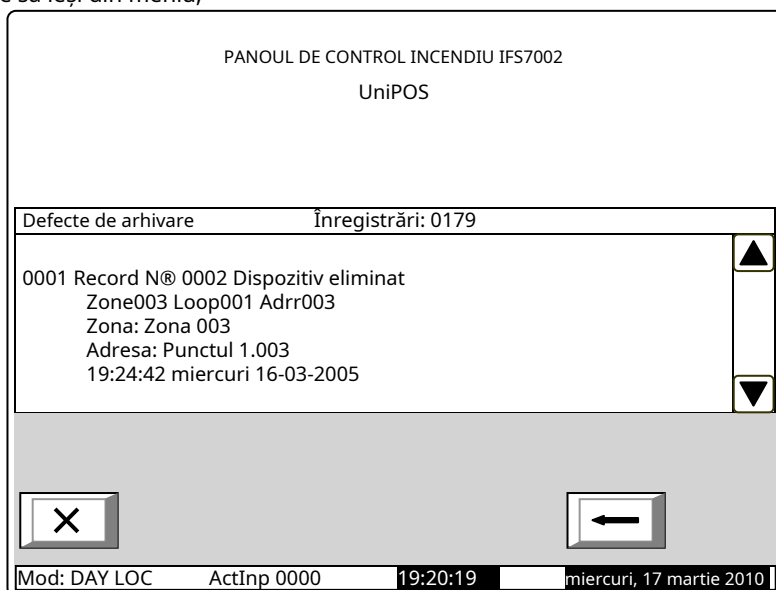 să ieși din meniu,
PANOUL DE CONTROL INCENDIU IFS7002
UniPOS
Defecte de arhivare Înregistrări: 0179
0001 Record N® 0002 Dispozitiv eliminat
Zone003 Loop001 Adrr003
Zona: Zona 003
Adresa: Punctul 1.003
19:24:42 miercuri 16-03-2005
Mod: DAY LOC ActInp 0000 19:20:19 miercuri, 17 martie 2010